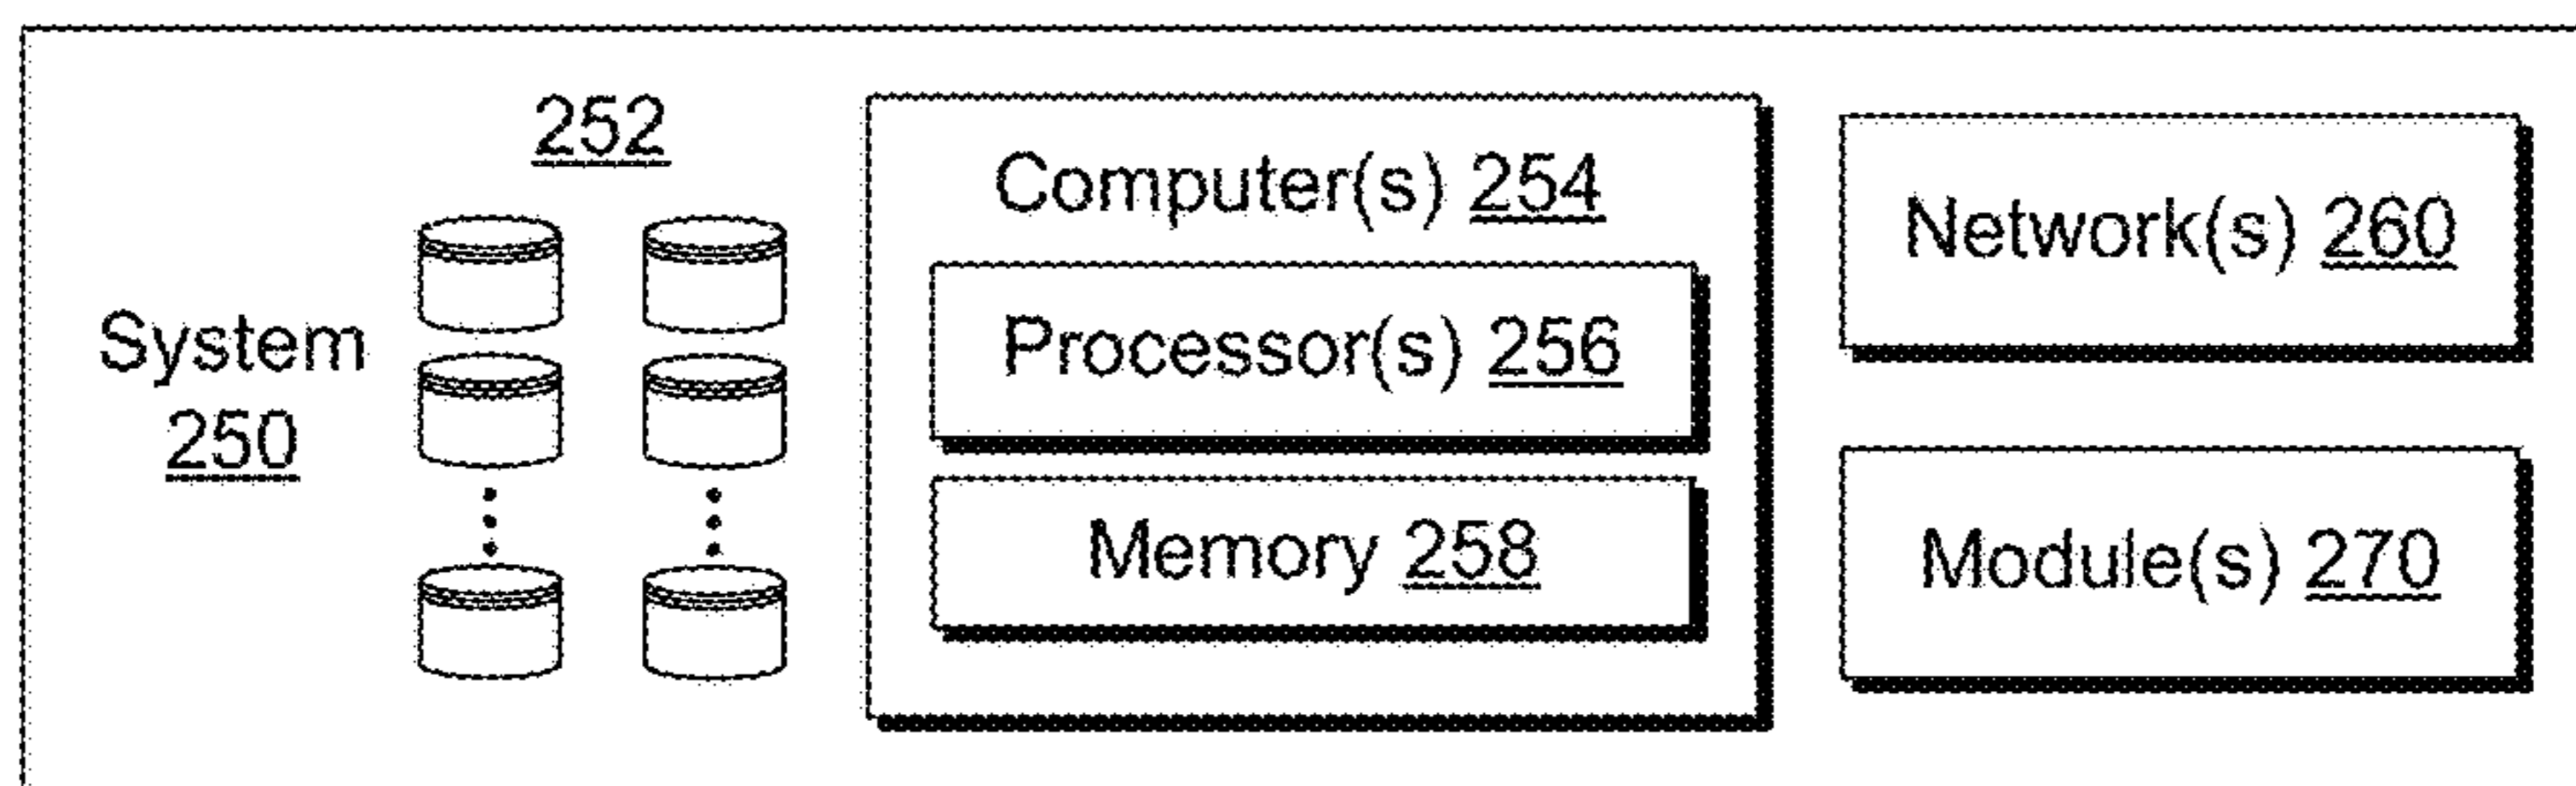 System
250
252
Computer(s) 254
Processor(s) 256
Memory 258
Network(s) 260
Module(s) 270